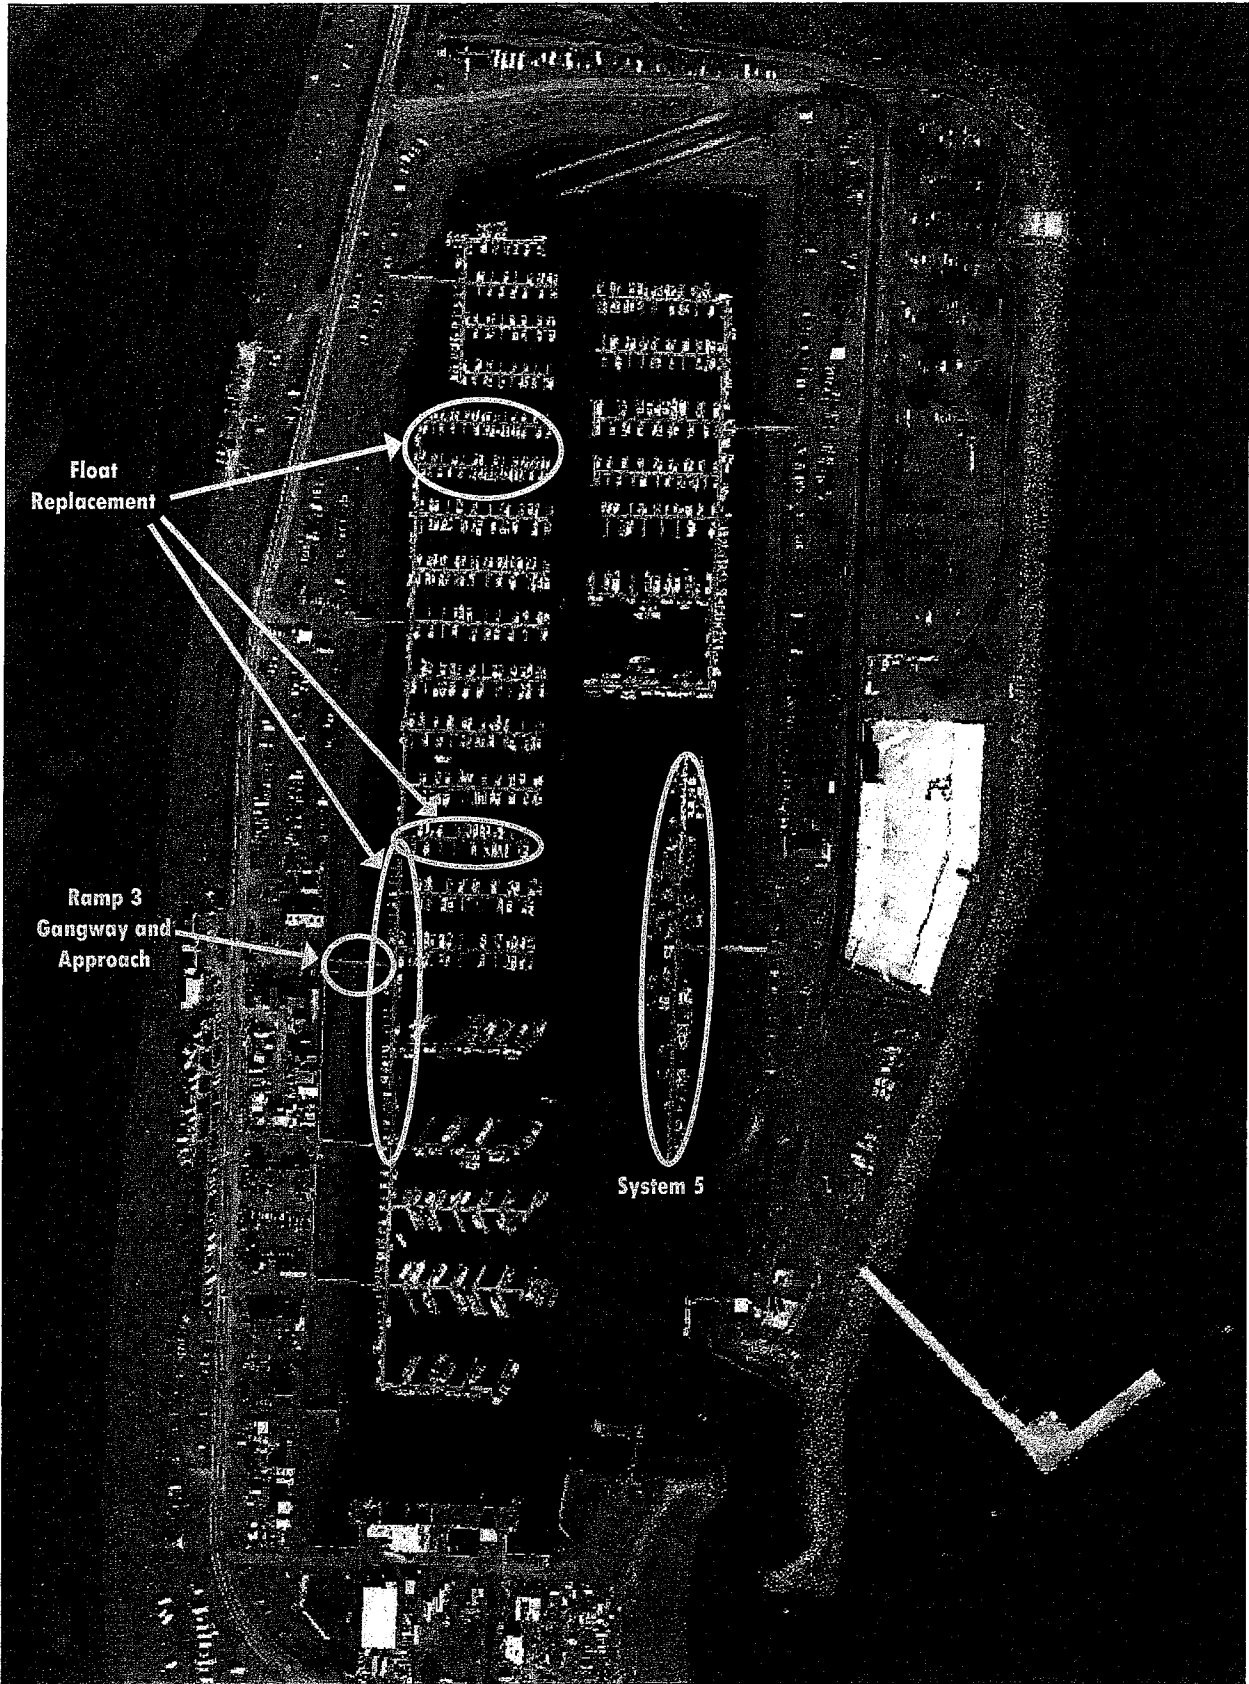 Float
Replacement
Ramp 3
Gangway and
Approach
System 5